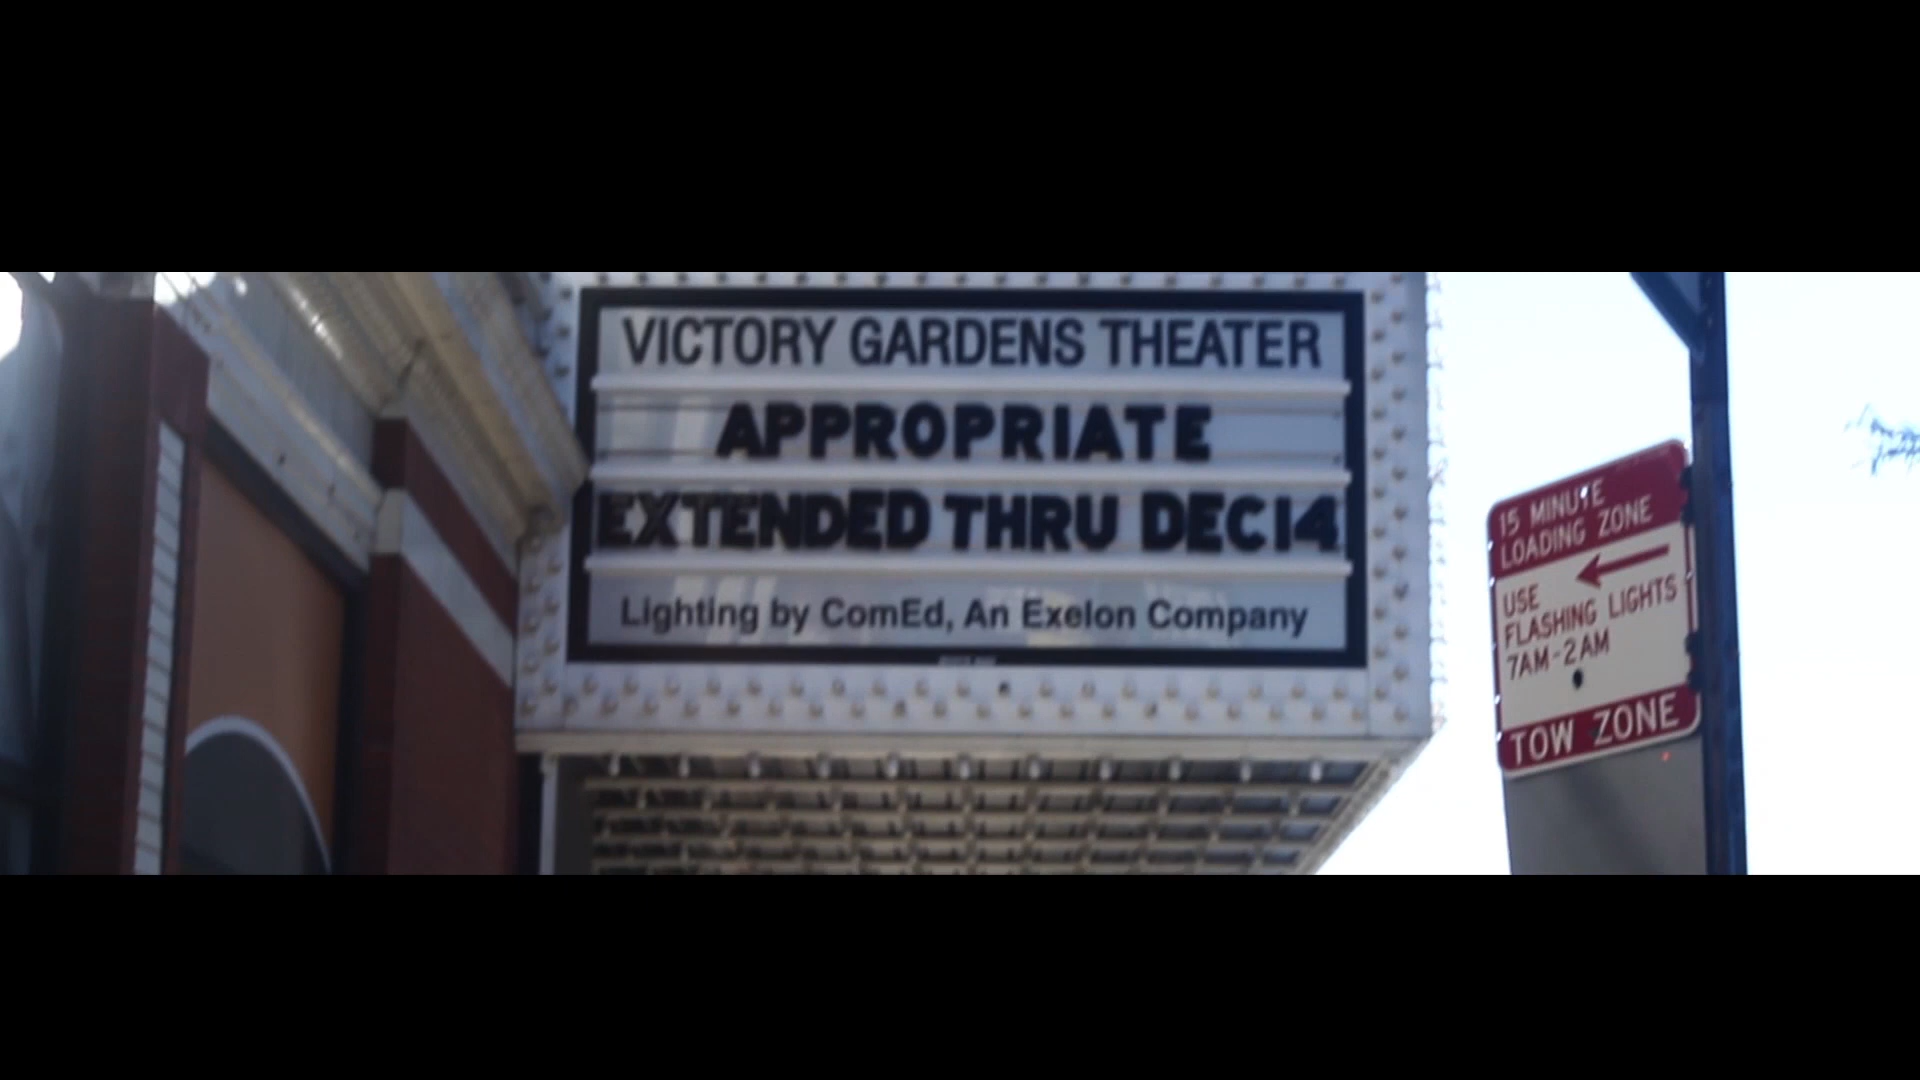 VICTORY GARDENS THEATER
APPROPRIATE
EXTENDED THRU DEC14
Lighting by ComEd, An Exelon Company
15 MINUTE
LOADING ZONE
USE
FLASHING LIGHTS
7AM-2AM
TOW ZONE